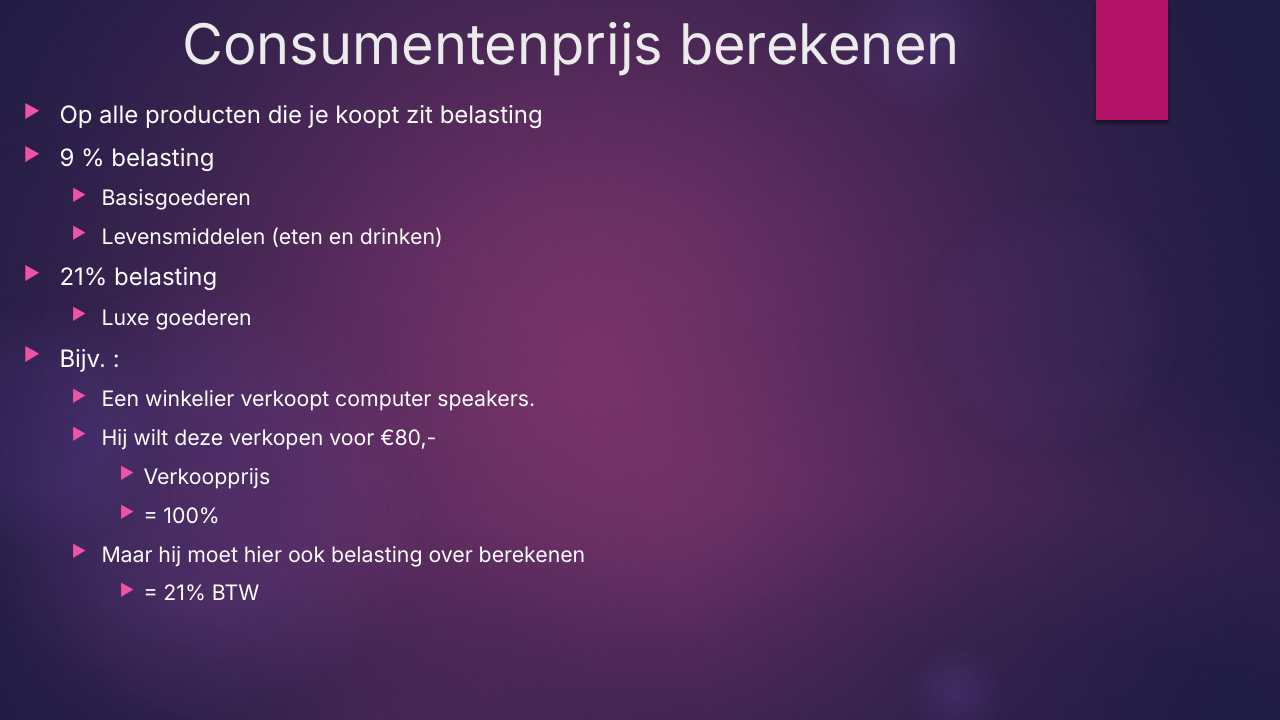 Consumentenprijs berekenen
Op alle producten die je koopt zit belasting
9 % belasting
Basisgoederen
Levensmiddelen (eten en drinken)
21% belasting
Luxe goederen
Bijv. :
Een winkelier verkoopt computer speakers.
Hij wilt deze verkopen voor €80,-
Verkoopprijs
= 100%
Maar hij moet hier ook belasting over berekenen
= 21% BTW